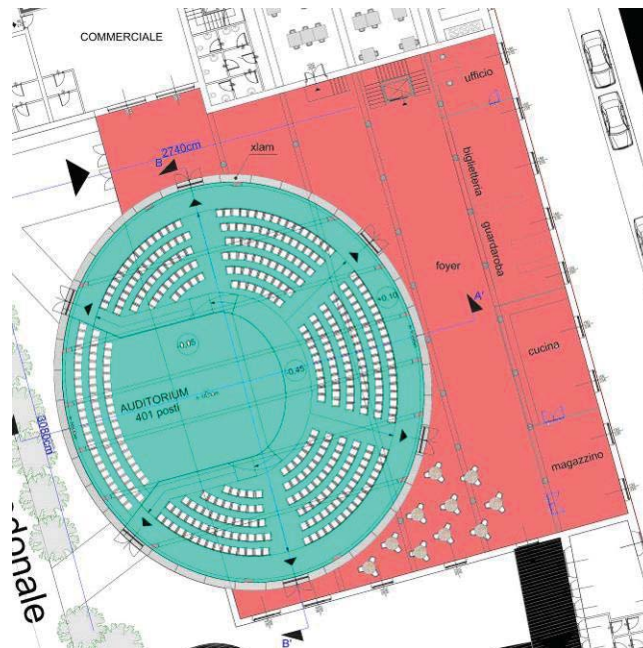 COMMERCIALE
ufficio
2740cm
B
xlam
biglietteria
guardaroba
foyer
A'
+0.10
-0.05
-0.45
cucina
AUDITORIUM
401 posti
3080cm
magazzino
donale
B'